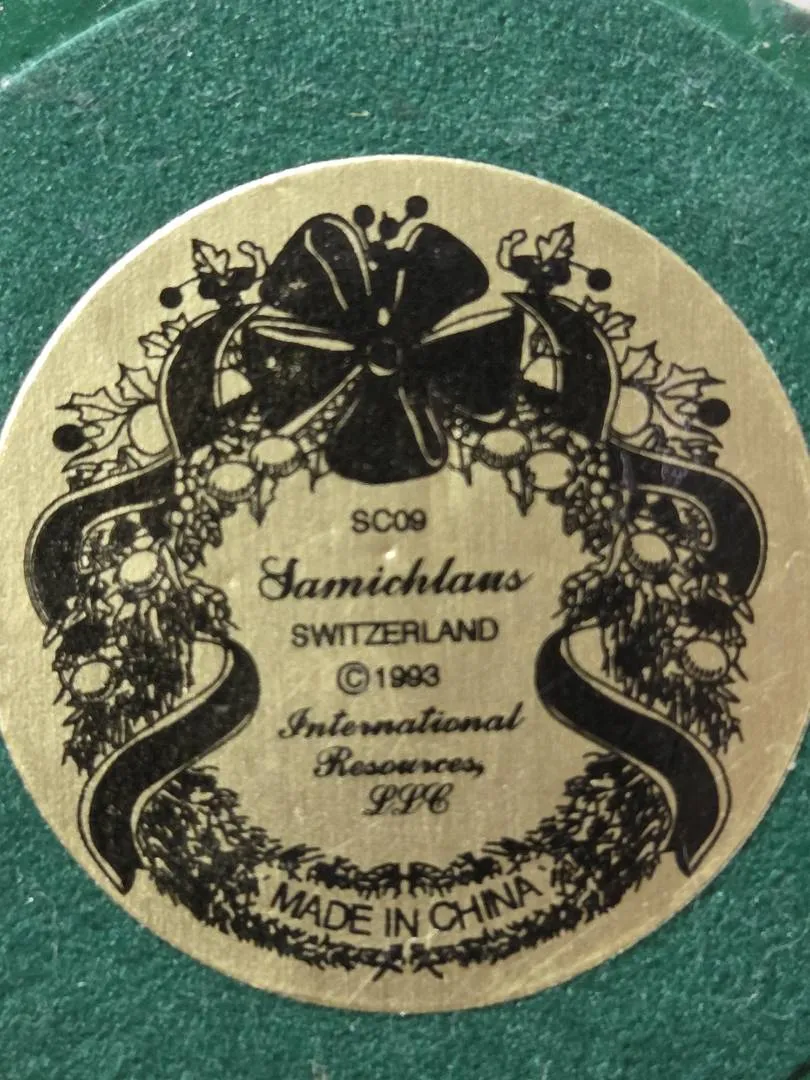 SC09
Samichlaus
SWITZERLAND
©1993
International
Resources,
LLC
MADE IN CHINA